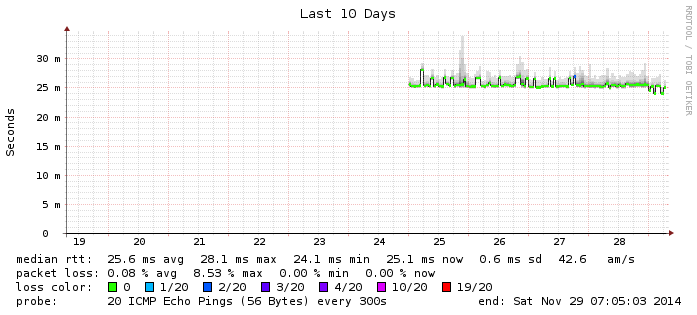 Last 10 Days
RRDTOOL / TOBI OETIKER
Seconds
30 m
25 m
20 m
15 m
10 m
5 m
0
19 20 21 22 23 24 25 26 27 28
median rtt: 25.6 ms avg 28.1 ms max 24.1 ms min 25.1 ms now 0.6 ms sd 42.6 am/s
packet loss: 0.08 % avg 8.53 % max 0.00 % min 0.00 % now
loss color: 0 1/20 2/20 3/20 4/20 10/20 19/20
probe: 20 ICMP Echo Pings (56 Bytes) every 300s end: Sat Nov 29 07:05:03 2014